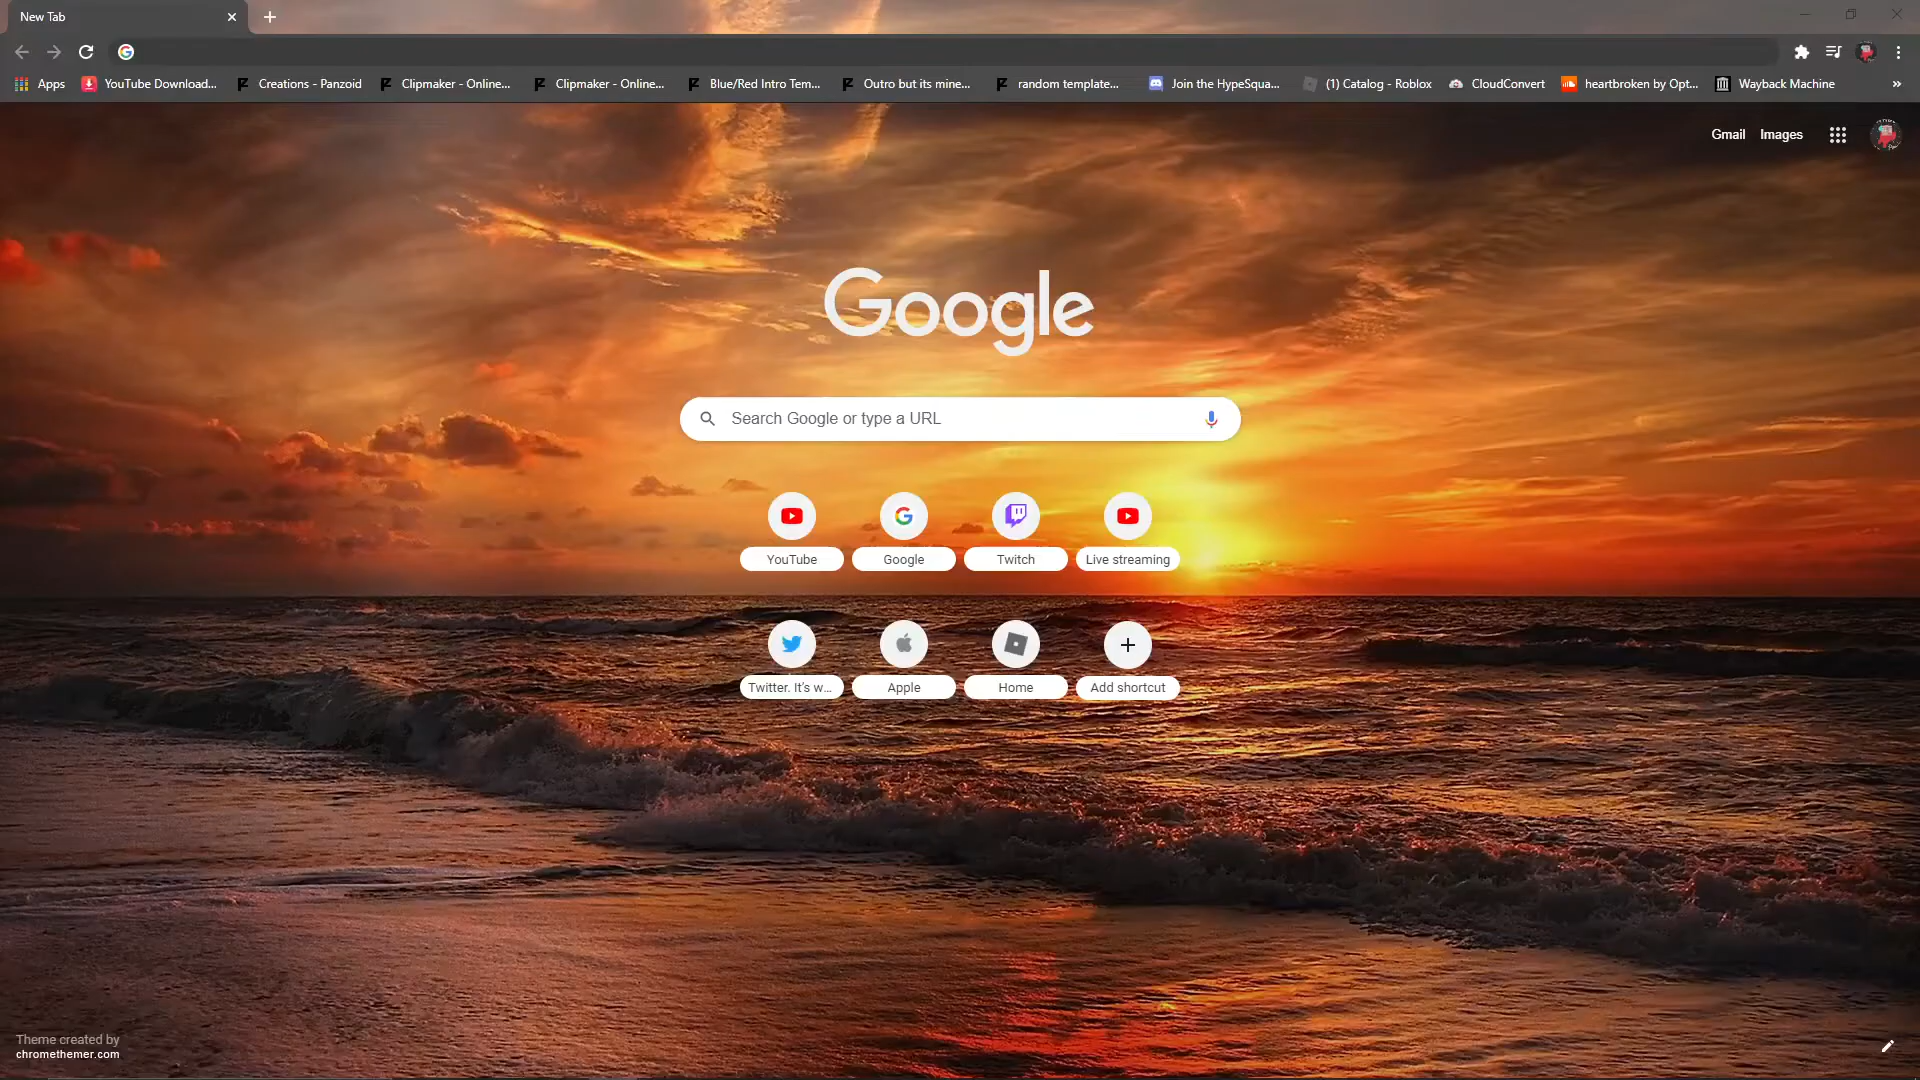 New Tab
Apps YouTube Download... Creations - Panzoid Clipmaker - Online... Clipmaker - Online... Blue/Red Intro Tem... Outro but its mine... random template... Join the HypeSqua... (1) Catalog - Roblox CloudConvert heartbroken by Opt... Wayback Machine »
Gmail Images
Google
Search Google or type a URL
YouTube Google Twitch Live streaming
Twitter. It's w... Apple Home Add shortcut
Theme created by
chromethemer.com